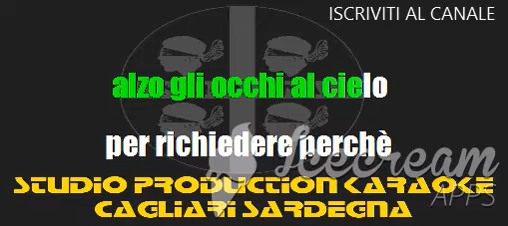 ISCRIVITI AL CANALE
alzo gli occhi al cielo
per richiedere perchè
Icecream
APPS
STUDIO PRODUCTION KARAOKE
CAGLIARI SARDEGNA